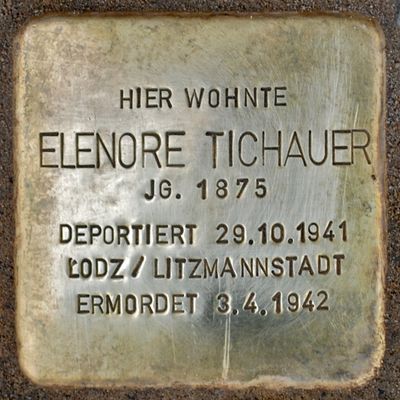 HIER WOHNTE
ELENORE TICHAUER
JG. 1875
DEPORTIERT 29.10.1941
ŁODZ / LITZMANNSTADT
ERMORDET 3.4.1942